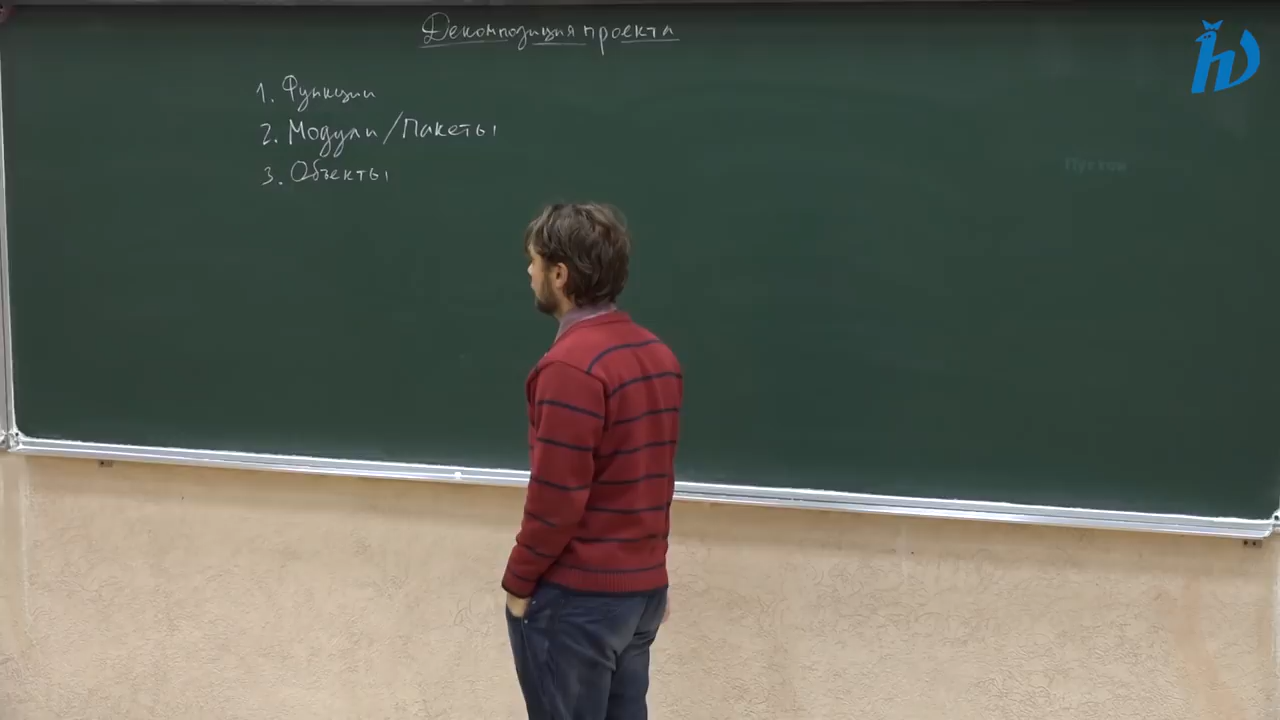 Декомпозиция проекта
1. Функции
2. Модули/Пакеты
3. Объекты